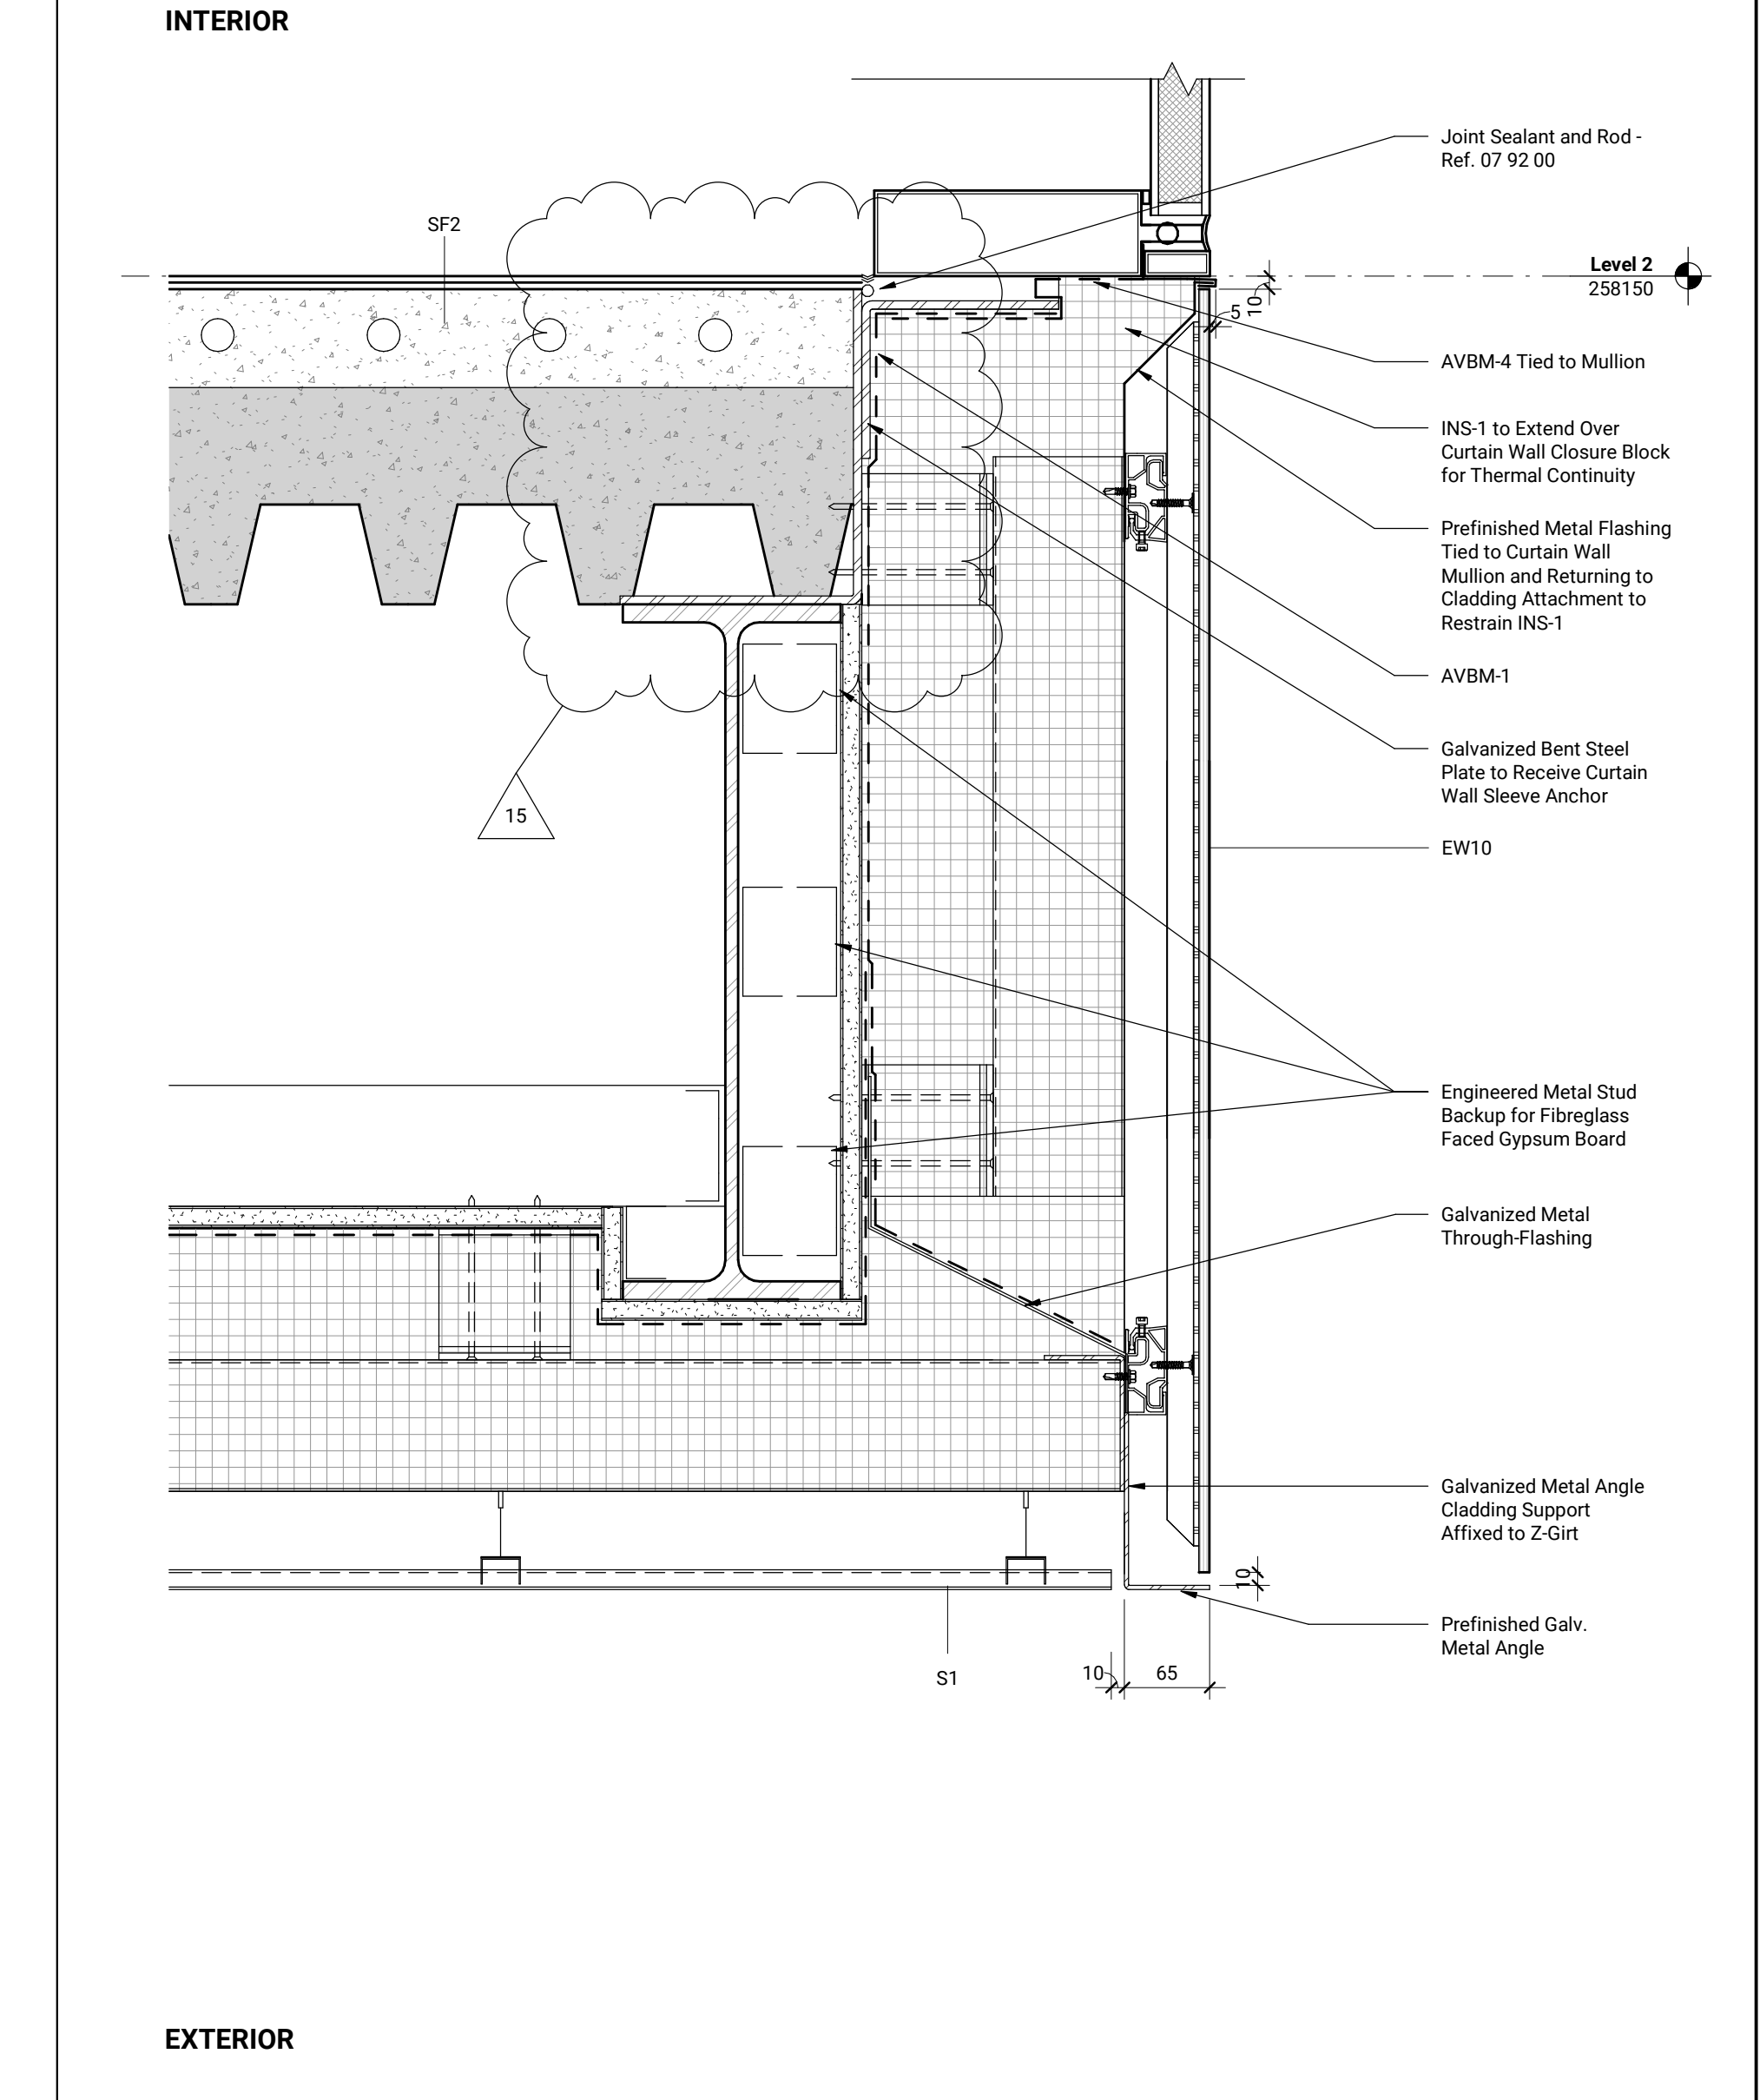 INTERIOR
Joint Sealant and Rod -
Ref. 07 92 00
SF2
Level 2
258150
10
5
AVBM-4 Tied to Mullion
INS-1 to Extend Over
Curtain Wall Closure Block
for Thermal Continuity
Prefinished Metal Flashing
Tied to Curtain Wall
Mullion and Returning to
Cladding Attachment to
Restrain INS-1
AVBM-1
Galvanized Bent Steel
Plate to Receive Curtain
Wall Sleeve Anchor
15
EW10
Engineered Metal Stud
Backup for Fibreglass
Faced Gypsum Board
Galvanized Metal
Through-Flashing
Galvanized Metal Angle
Cladding Support
Affixed to Z-Girt
10
Prefinished Galv.
Metal Angle
S1
10
65
EXTERIOR